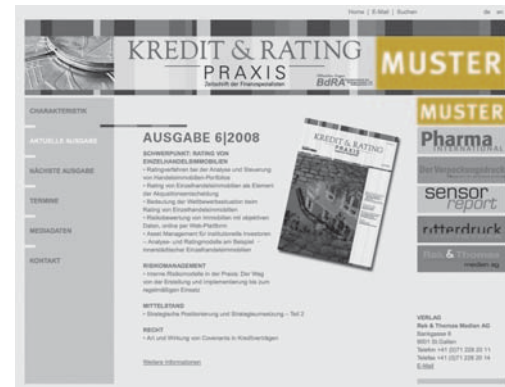 Home | E-Mail | Suchen
de en
KREDIT & RATING
PRAXIS
Zeitschrift der Finanzspezialisten
BdRA
MUSTER
CHARAKTERISTIK
AKTUELLE AUSGABE
NÄCHSTE AUSGABE
TERMINE
MEDIADATEN
KONTAKT
AUSGABE 6|2008
SCHWERPUNKT: RATING VON
EINZELHANDELSIMMOBILIEN
• Ratingverfahren bei der Analyse und Steuerung
von Handelsimmobilien-Portfolios
• Rating von Einzelhandelsimmobilien als Element
der Akquisitionsentscheidung
• Bedeutung der Wettbewerbssituation beim
Rating von Einzelhandelsimmobilien
• Risikobewertung von Immobilien mit objektiven
Daten, online per Web-Plattform
• Asset Management für institutionelle Investoren
– Analyse- und Ratingmodelle am Beispiel
innerstädtischer Einzelhandelsimmobilien
RISIKOMANAGEMENT
• Interne Risikomodelle in der Praxis: Der Weg
von der Erstellung und Implementierung bis zum
regelmäßigen Einsatz
MITTELSTAND
• Strategische Positionierung und Strategieumsetzung – Teil 2
RECHT
• Art und Wirkung von Covenants in Kreditverträgen
Weitere Informationen
KREDIT & RATING
PRAXIS
MUSTER
Pharma
INTERNATIONAL
Der Verpackungsdruck
sensor
report
ritterdruck
Rek & Thomas
medien ag
VERLAG
Rek & Thomas Medien AG
Bankgasse 8
9001 St.Gallen
Telefon +41 (0)71 228 20 11
Telefax +41 (0)71 228 20 14
E-Mail